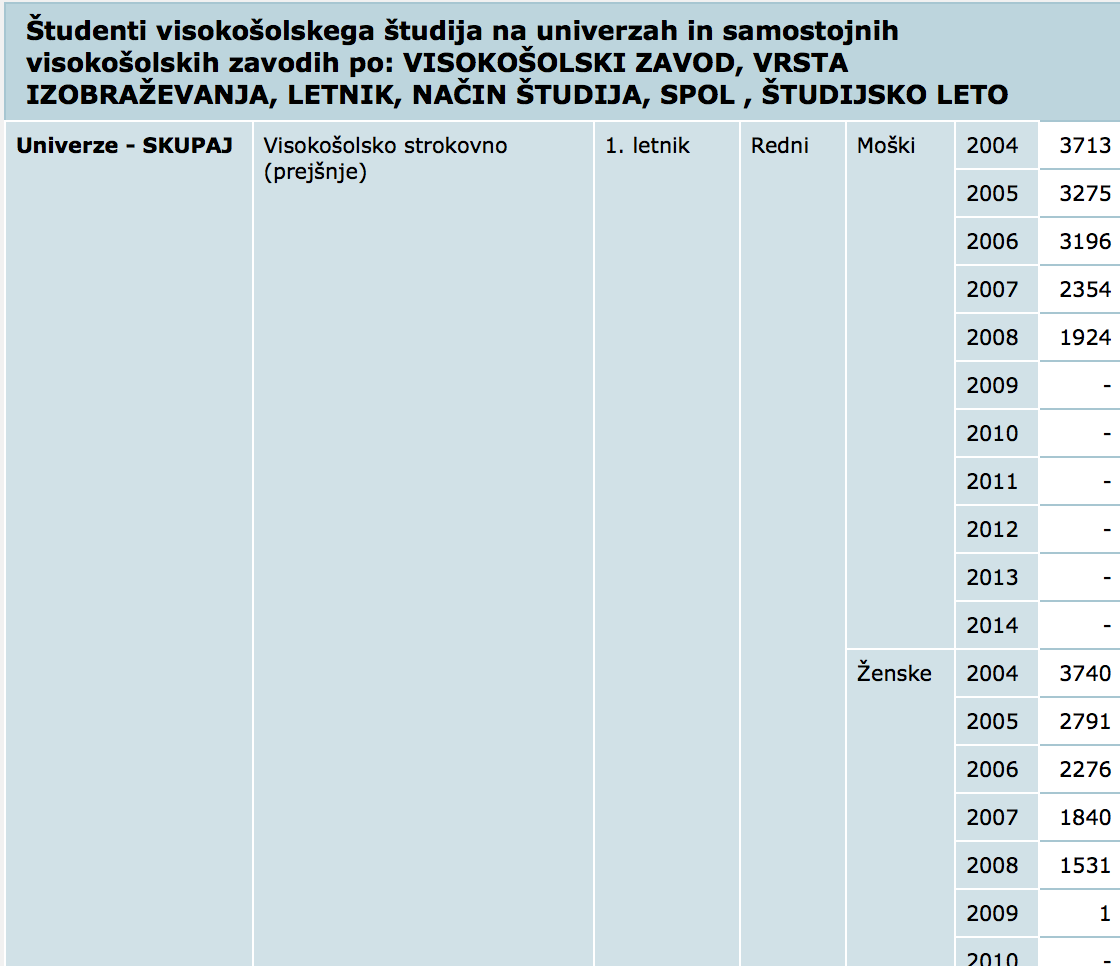 Študenti visokošolskega študija na univerzah in samostojnih
visokošolskih zavodih po: VISOKOŠOLSKI ZAVOD, VRSTA
IZOBRAŽEVANJA, LETNIK, NAČIN ŠTUDIJA, SPOL , ŠTUDIJSKO LETO
Univerze - SKUPAJ Visokošolsko strokovno 1. letnik Redni Moški 2004 3713
(prejšnje)
2005 3275
2006 3196
2007 2354
2008 1924
2009 -
2010 -
2011 -
2012 -
2013 -
2014 -
Ženske 2004 3740
2005 2791
2006 2276
2007 1840
2008 1531
2009 1
2010 -